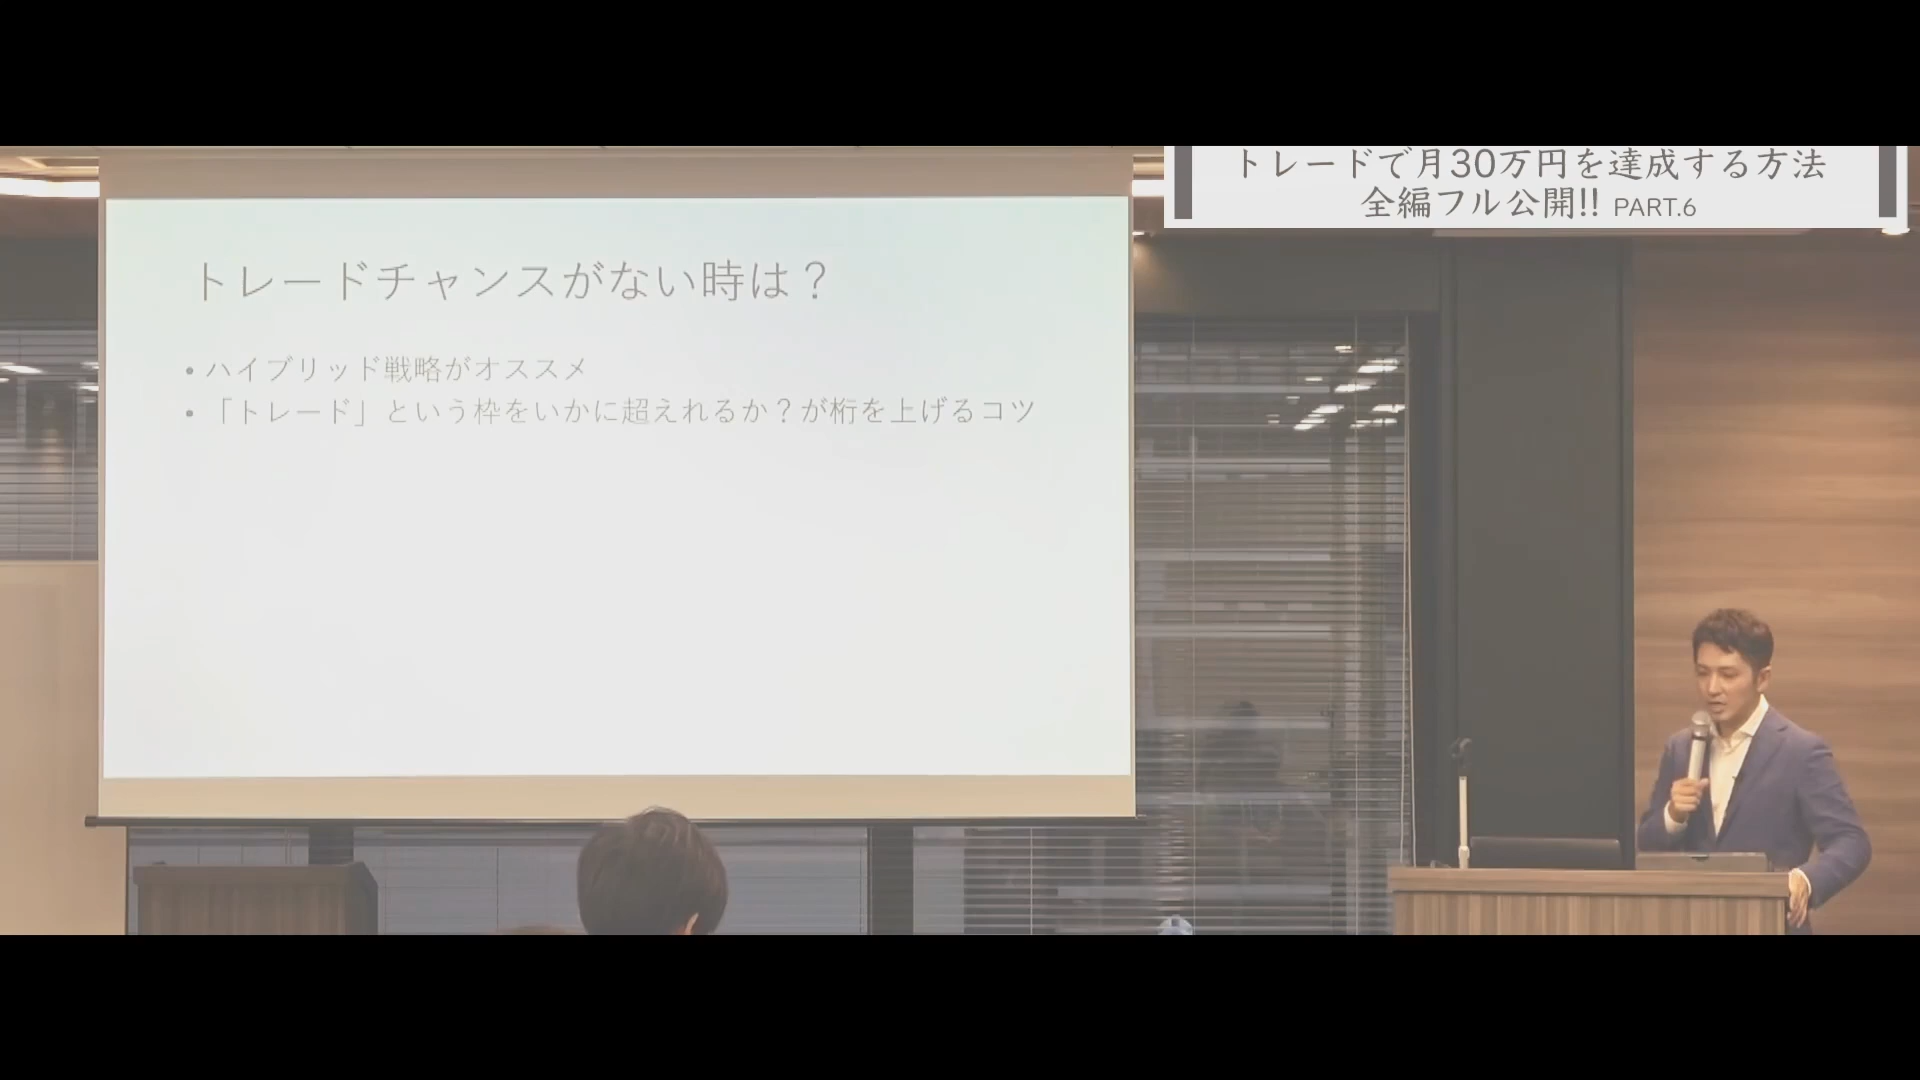 トレードで月30万円を達成する方法
全編フル公開!! PART.6
トレードチャンスがない時は？
• ハイブリッド戦略がオススメ
• 「トレード」という枠をいかに超えれるか？が桁を上げるコツ